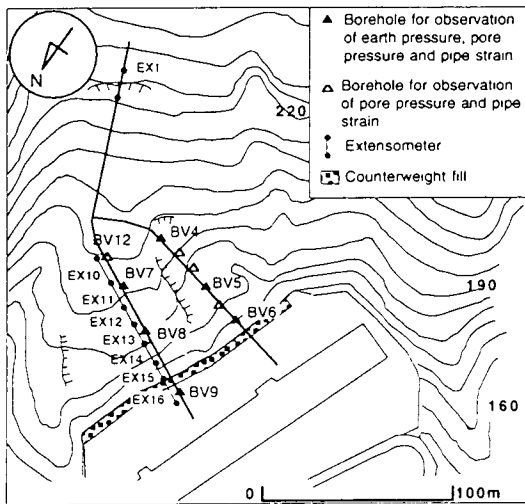 N
EX1
220
▲ Borehole for observation
of earth pressure, pore
pressure and pipe strain
△ Borehole for observation
of pore pressure and pipe
strain
Extensometer
Counterweight fill
BV4
BV12
EX10
BV7
BV5
190
EX11
BV6
EX12
BV8
EX13
EX14
EX15
BV9
EX16
160
0
100m